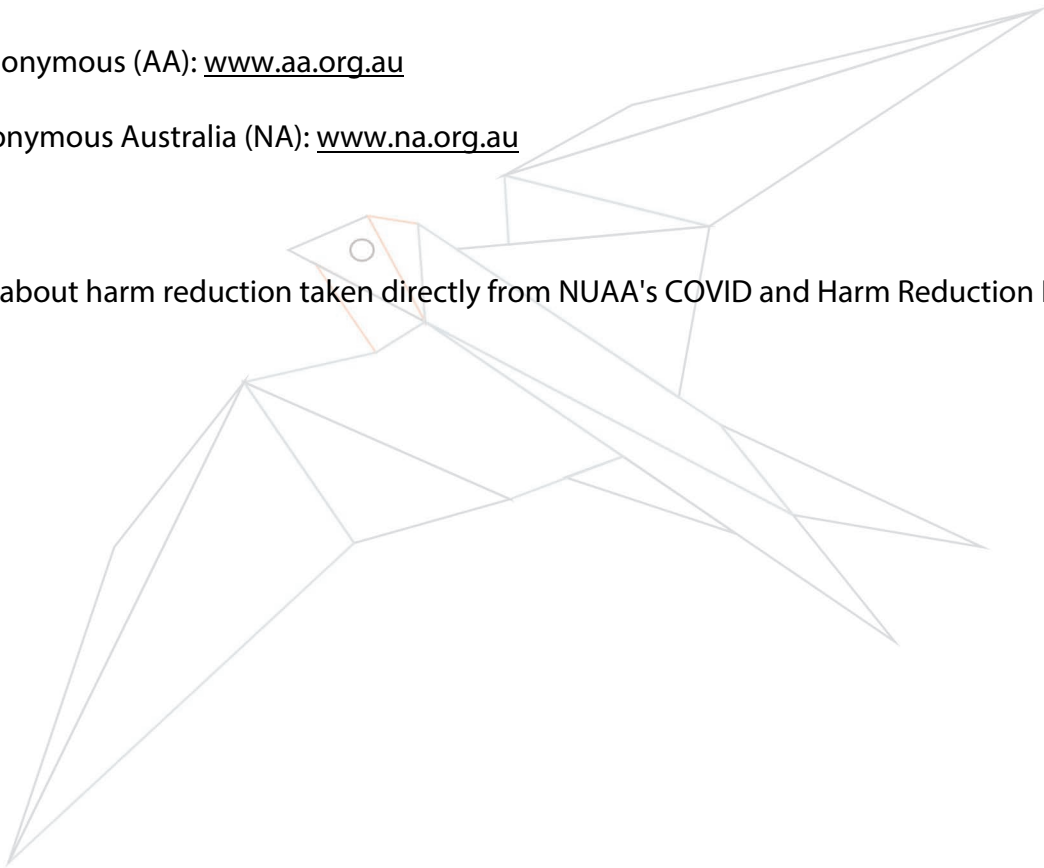 onymous (AA): www.aa.org.au
onymous Australia (NA): www.na.org.au
about harm reduction taken directly from NUAA's COVID and Harm Reduction